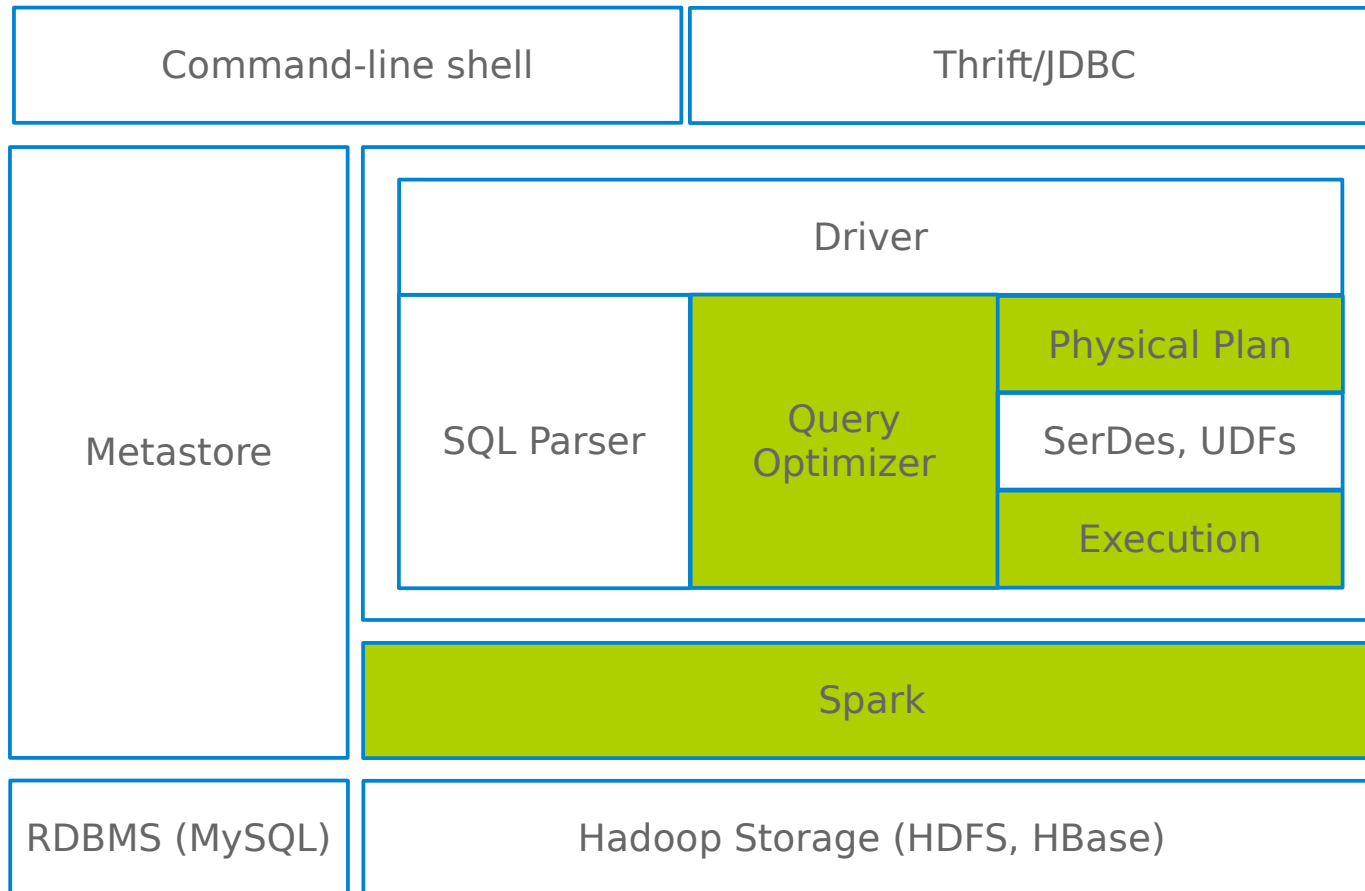 Command-line shell
Thrift/JDBC
Metastore
Driver
SQL Parser
Query
Optimizer
Physical Plan
SerDes, UDFs
Execution
Spark
RDBMS (MySQL)
Hadoop Storage (HDFS, HBase)